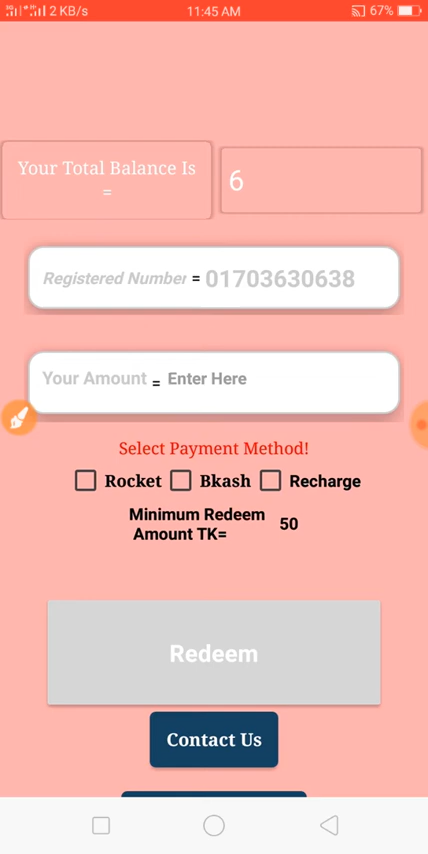 2 KB/s
11:45 AM
67%
Your Total Balance Is
=
6
Registered Number = 01703630638
Your Amount = Enter Here
Select Payment Method!
Rocket Bkash Recharge
Minimum Redeem
Amount TK=
50
Redeem
Contact Us